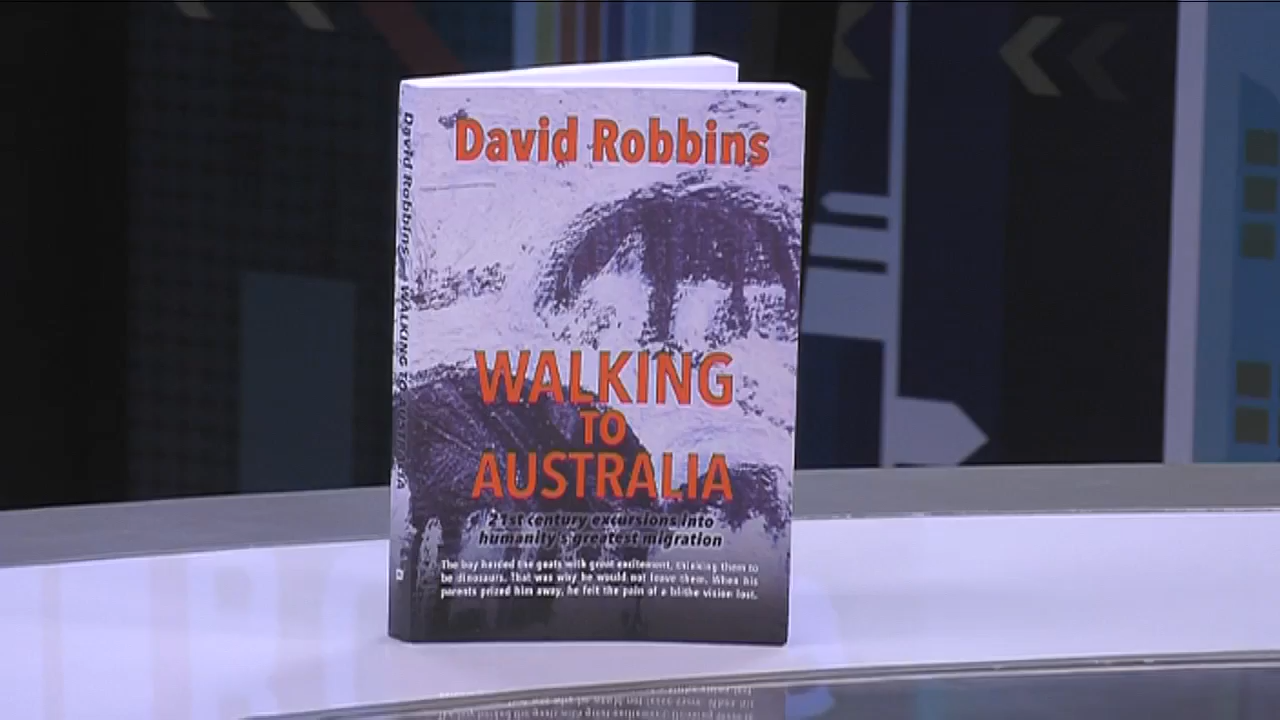 David Robbins
WALKING
TO
AUSTRALIA
21st century excursions into
humanity's greatest migration
The boy herded the goats with great excitement, thinking them to
be dinosaurs. That was why he would not leave them. When his
parents prized him away, he felt the pain of a blithe vision lost.
David Robbins WALKING TO AUSTRALIA